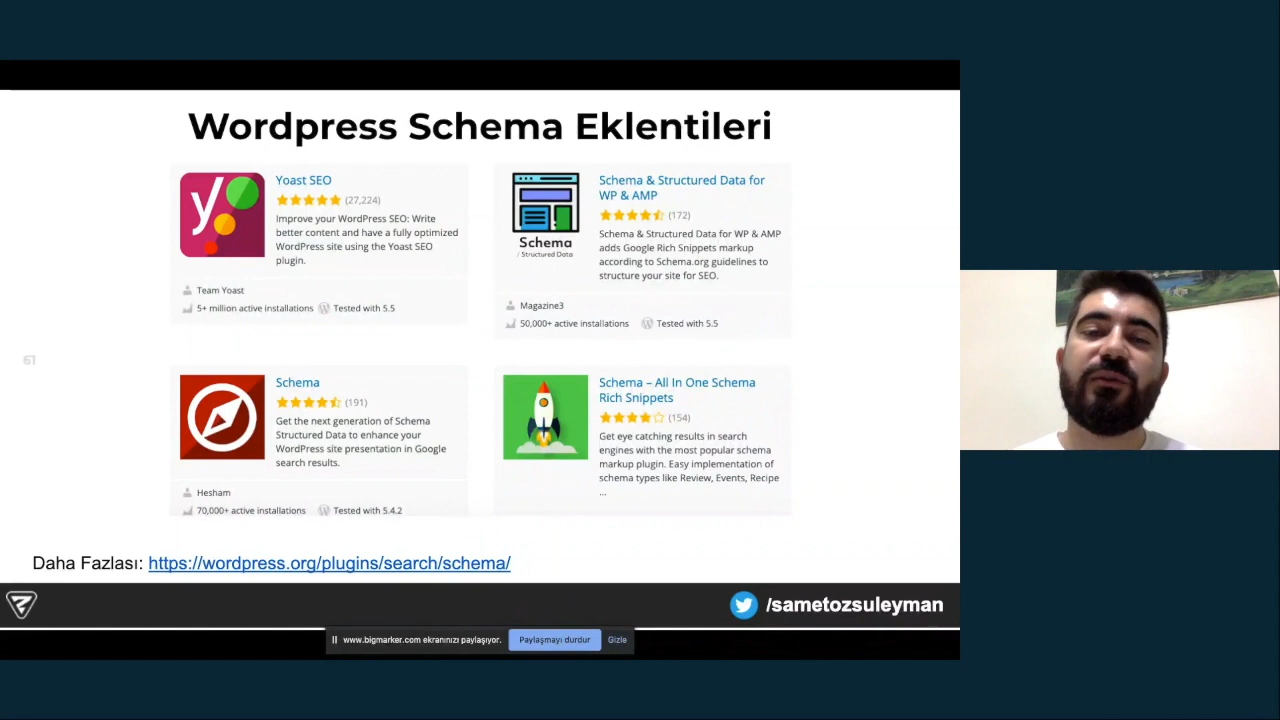 Wordpress Schema Eklentileri
Yoast SEO
(27,224)
Improve your WordPress SEO: Write
better content and have a fully optimized
WordPress site using the Yoast SEO
plugin.
Team Yoast
5+ million active installations
Tested with 5.5
Schema
/ Structured Data
Schema & Structured Data for
WP & AMP
(172)
Schema & Structured Data for WP & AMP
adds Google Rich Snippets markup
according to Schema.org guidelines to
structure your site for SEO.
Magazine3
50,000+ active installations
Tested with 5.5
61
Schema
(191)
Get the next generation of Schema
Structured Data to enhance your
WordPress site presentation in Google
search results.
Hesham
70,000+ active installations
Tested with 5.4.2
Schema – All In One Schema
Rich Snippets
(154)
Get eye catching results in search
engines with the most popular schema
markup plugin. Easy implementation of
schema types like Review, Events, Recipe
...
Daha Fazlası: https://wordpress.org/plugins/search/schema/
/sametozsuleyman
www.bigmarker.com ekranınızı paylaşıyor.
Paylaşmayı durdur
Gizle